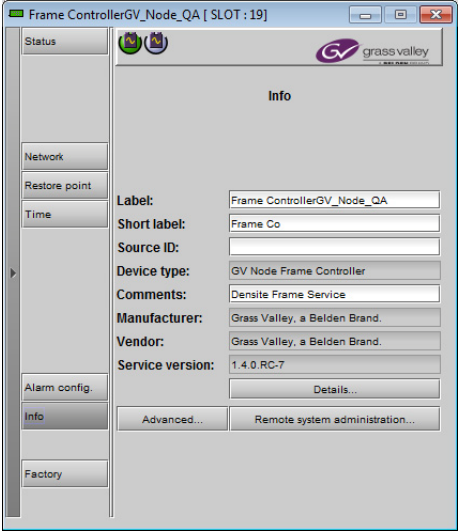 Frame ControllerGV_Node_QA [ SLOT : 19]
Status
grass valley
Info
Network
Restore point
Time
Label: Frame ControllerGV_Node_QA
Short label: Frame Co
Source ID:
Device type: GV Node Frame Controller
Comments: Densite Frame Service
Manufacturer: Grass Valley, a Belden Brand.
Vendor: Grass Valley, a Belden Brand.
Service version: 1.4.0.RC-7
Alarm config.
Details...
Info
Advanced...
Remote system administration...
Factory